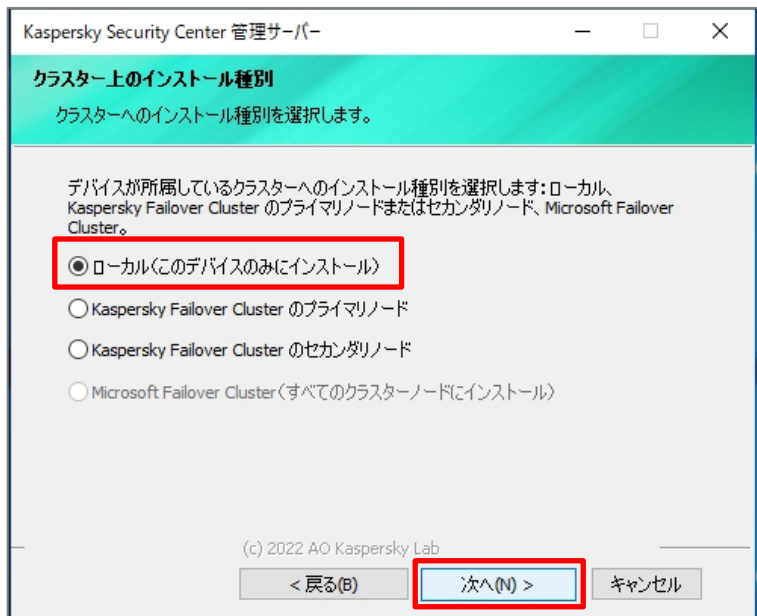 Kaspersky Security Center 管理サーバー
クラスター上のインストール種別
クラスターへのインストール種別を選択します。
デバイスが所属しているクラスターへのインストール種別を選択します:ローカル、
Kaspersky Failover Cluster のプライマリノードまたはセカンダリノード、Microsoft Failover
Cluster。
ローカル(このデバイスのみにインストール)
Kaspersky Failover Cluster のプライマリノード
Kaspersky Failover Cluster のセカンダリノード
Microsoft Failover Cluster(すべてのクラスターノードにインストール)
(c) 2022 AO Kaspersky Lab
< 戻る(B)
次へ(N) >
キャンセル